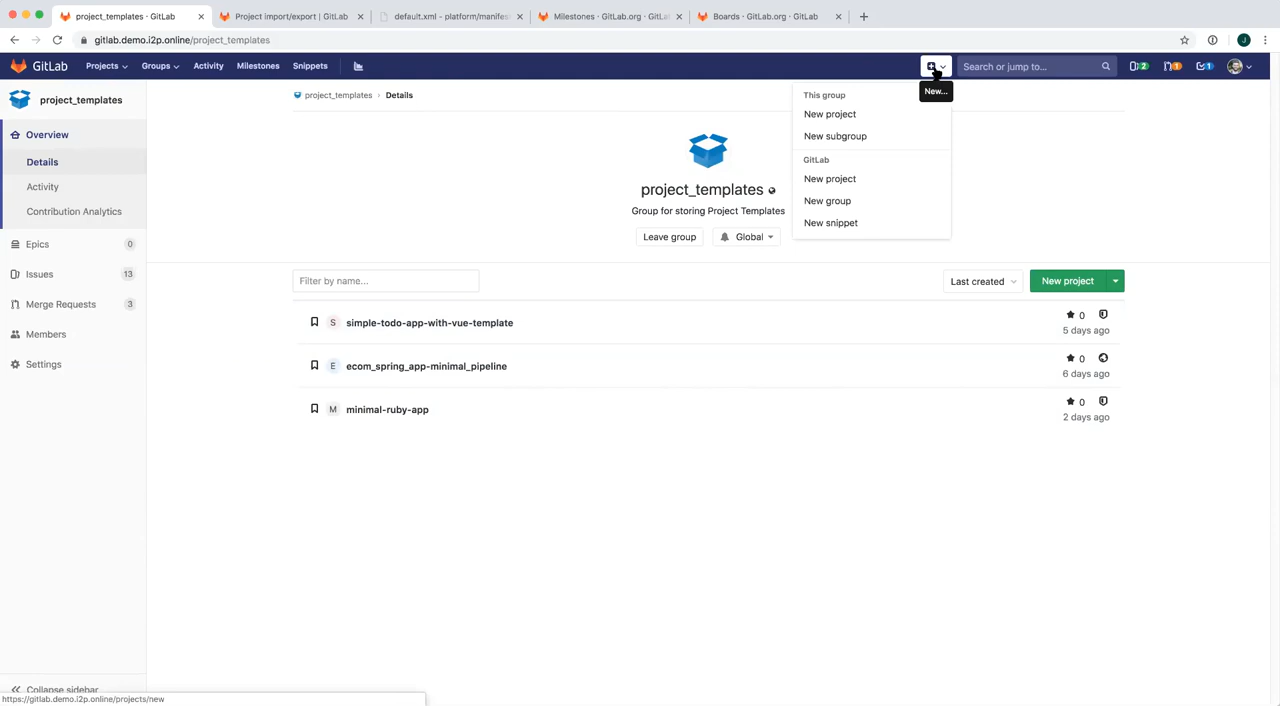 project_templates · GitLab
Project import/export | GitLab
default.xml - platform/manifes
Milestones · GitLab.org · GitLa
Boards · GitLab.org · GitLab
gitlab.demo.i2p.online/project_templates
GitLab
Projects
Groups
Activity
Milestones
Snippets
Search or jump to...
2
1
1
New...
project_templates
project_templates › Details
This group
New project
New subgroup
GitLab
New project
New group
New snippet
Overview
Details
Activity
Contribution Analytics
Epics 0
Issues 13
Merge Requests 3
Members
Settings
project_templates
Group for storing Project Templates
Leave group
Global
Filter by name...
Last created
New project
S simple-todo-app-with-vue-template
0
5 days ago
E ecom_spring_app-minimal_pipeline
0
6 days ago
M minimal-ruby-app
0
2 days ago
Collapse sidebar
https://gitlab.demo.i2p.online/projects/new